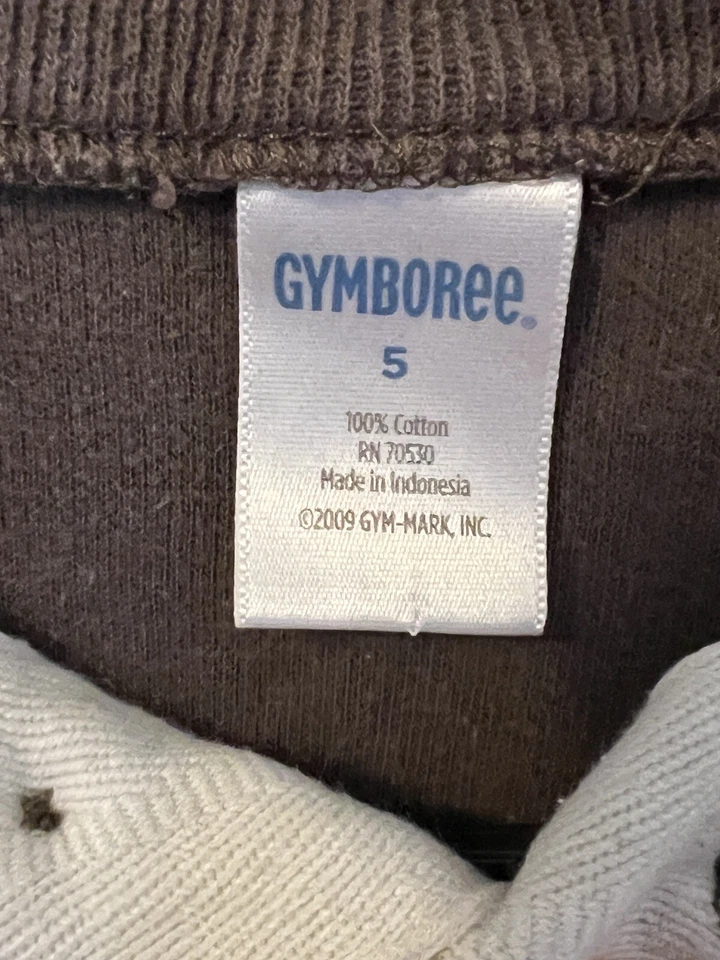 GYMBOREE®
5
100% Cotton
RN 70530
Made in Indonesia
©2009 GYM-MARK, INC.